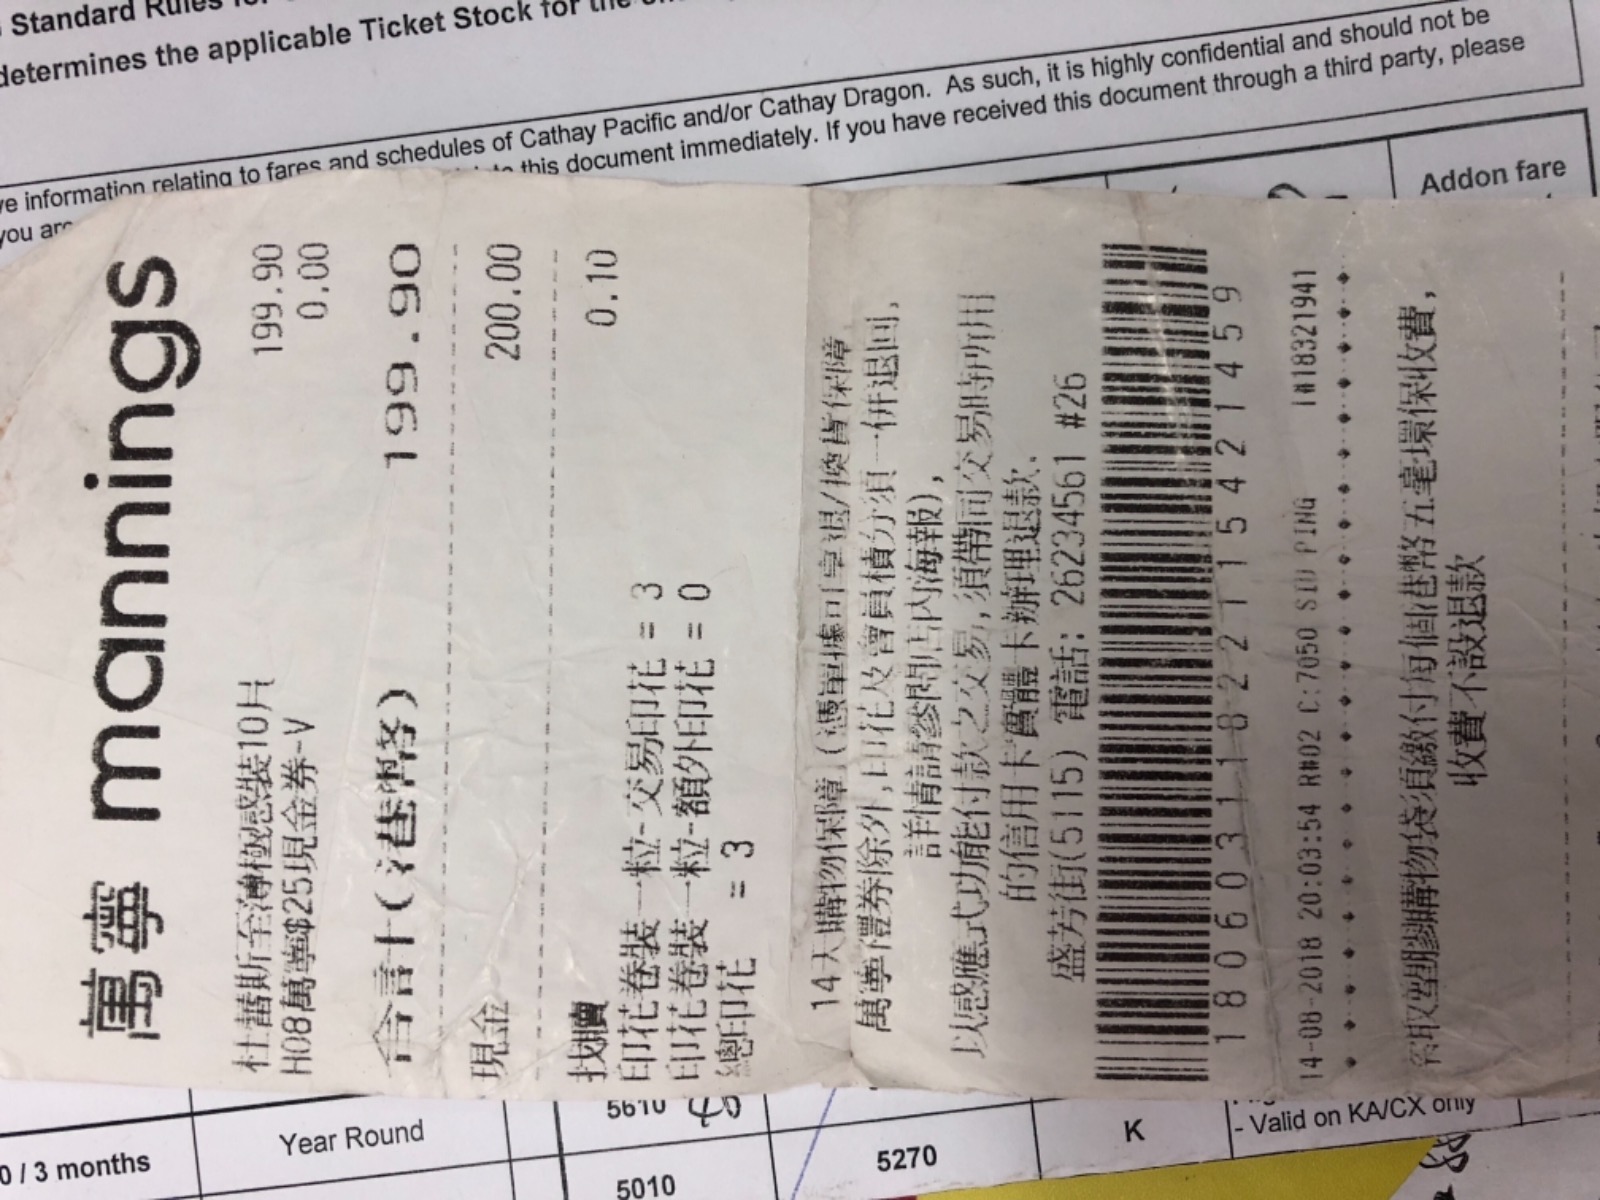 萬寧 mannings
杜蕾斯至薄極感裝10片 199.90
H08萬寧$25現金券-V 0.00
合計(港幣) 199.90
現金 200.00
找贖 0.10
印花卷裝一粒-交易印花 = 3
印花卷裝一粒-額外印花 = 0
總印花 = 3
14天購物保障,(憑單據可享退/換貨保障,
萬寧禮券除外,印花及會員積分須一併退回,
詳情請參閱店內海報),
以感應式功能付款之交易,須帶同交易時所用
的信用卡實體卡辦理退款.
盛芳街(5115) 電話: 26234561 #26
18060311822115421459
14-08-2018 20:03:54 R#02 C:7050 SIU PING I#18321941
索取塑膠購物袋須繳付每個港幣五毫環保收費,
收費不設退款
0 / 3 months
Year Round
5610
5010
5270
K
- Valid on KA/CX only
Standard Rules for
determines the applicable Ticket Stock for the
ve information relating to fares and schedules of Cathay Pacific and/or Cathay Dragon. As such, it is highly confidential and should not be
you are
this document immediately. If you have received this document through a third party, please
Addon fare